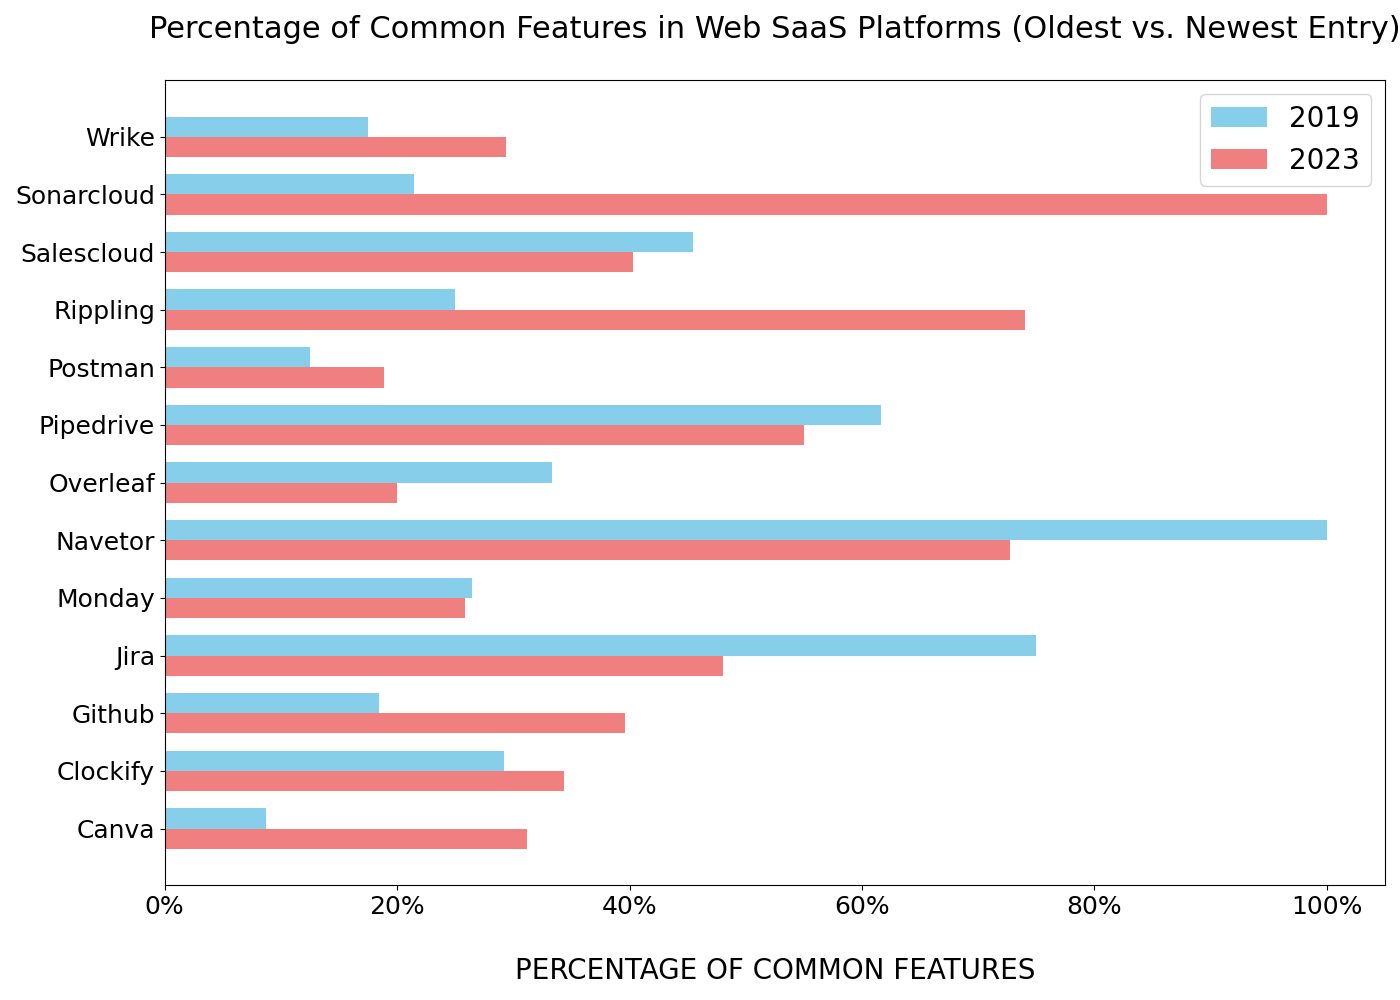 Percentage of Common Features in Web SaaS Platforms (Oldest vs. Newest Entry)
2019
2023
Wrike
Sonarcloud
Salescloud
Rippling
Postman
Pipedrive
Overleaf
Navetor
Monday
Jira
Github
Clockify
Canva
0% 20% 40% 60% 80% 100%
PERCENTAGE OF COMMON FEATURES